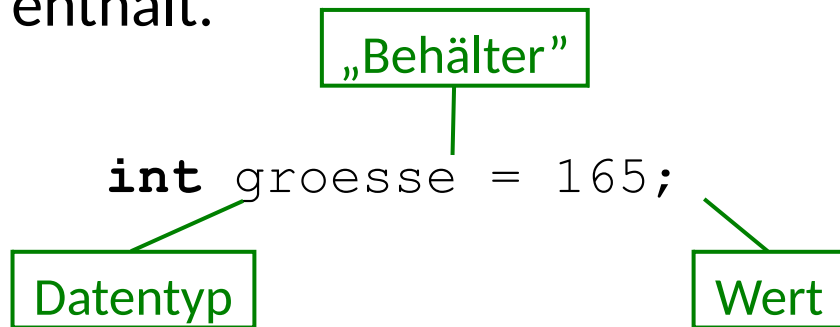 enthält.
„Behälter”
int groesse = 165;
Datentyp
Wert